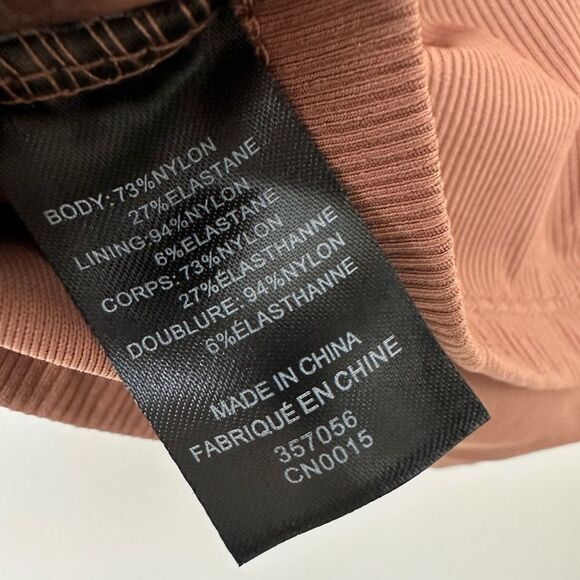 BODY: 73%NYLON
27%ELASTANE
LINING:94%NYLON
6%ELASTANE
CORPS: 73%NYLON
27%ÉLASTHANNE
DOUBLURE: 94%NYLON
6%ÉLASTHANNE
MADE IN CHINA
FABRIQUÉ EN CHINE
357056
CN0015